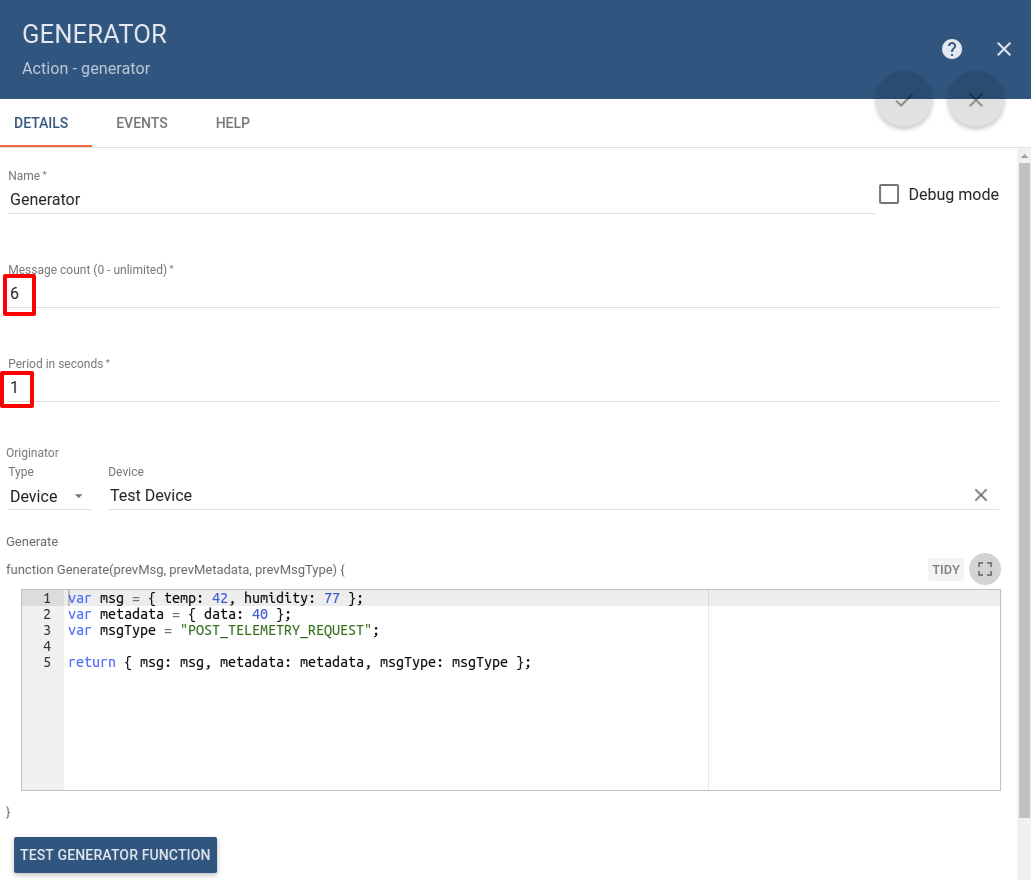 GENERATOR
Action - generator
?
DETAILS EVENTS HELP
Name *
Generator
Debug mode
Message count (0 - unlimited) *
6
Period in seconds *
1
Originator
Type Device
Device Test Device
Generate
function Generate(prevMsg, prevMetadata, prevMsgType) {
TIDY
1 var msg = { temp: 42, humidity: 77 };
2 var metadata = { data: 40 };
3 var msgType = "POST_TELEMETRY_REQUEST";
4
5 return { msg: msg, metadata: metadata, msgType: msgType };
}
TEST GENERATOR FUNCTION